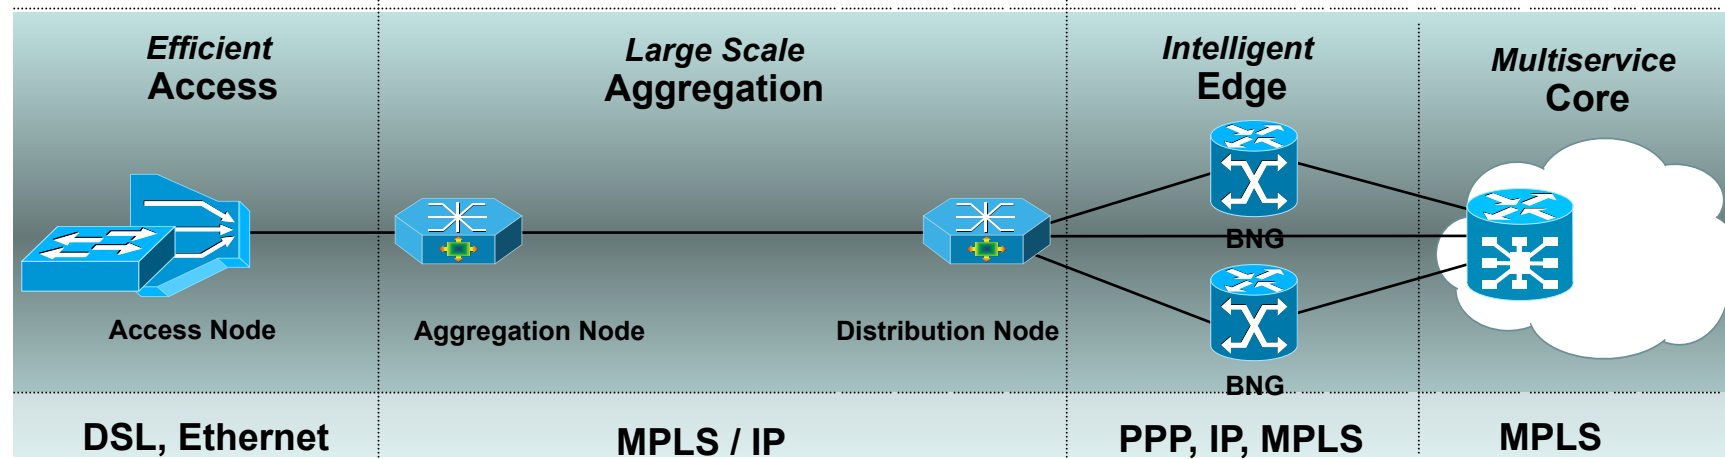 Efficient
Access
Large Scale
Aggregation
Intelligent
Edge
Multiservice
Core
BNG
Access Node
Aggregation Node
Distribution Node
BNG
DSL, Ethernet
MPLS / IP
PPP, IP, MPLS
MPLS